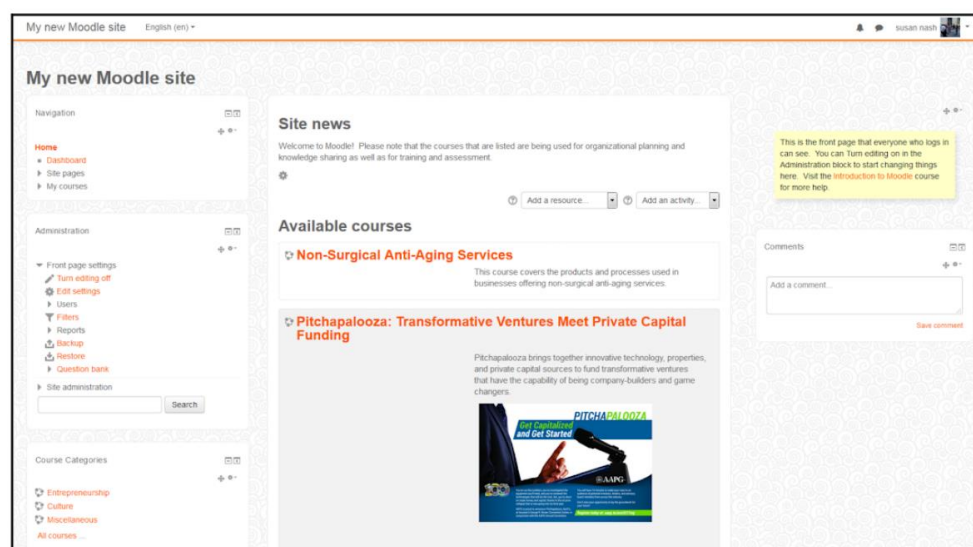 My new Moodle site
English (en)
susan nash
My new Moodle site
Navigation
Home
Dashboard
Site pages
My courses
Administration
Front page settings
Turn editing off
Edit settings
Users
Filters
Reports
Backup
Restore
Question bank
Site administration
Search
Course Categories
Entrepreneurship
Culture
Miscellaneous
All courses ...
Site news
Welcome to Moodle! Please note that the courses that are listed are being used for organizational planning and
knowledge sharing as well as for training and assessment.
Add a resource...
Add an activity...
Available courses
Non-Surgical Anti-Aging Services
This course covers the products and processes used in
businesses offering non-surgical anti-aging services.
Pitchapalooza: Transformative Ventures Meet Private Capital
Funding
Pitchapalooza brings together innovative technology, properties,
and private capital sources to fund transformative ventures
that have the capability of being company-builders and game
changers.
PITCHAPALOOZA
Get Capitalized
and Get Started
AAPG
This is the front page that everyone who logs in
can see. You can Turn editing on in the
Administration block to start changing things
here. Visit the Introduction to Moodle course
for more help.
Comments
Add a comment...
Save comment